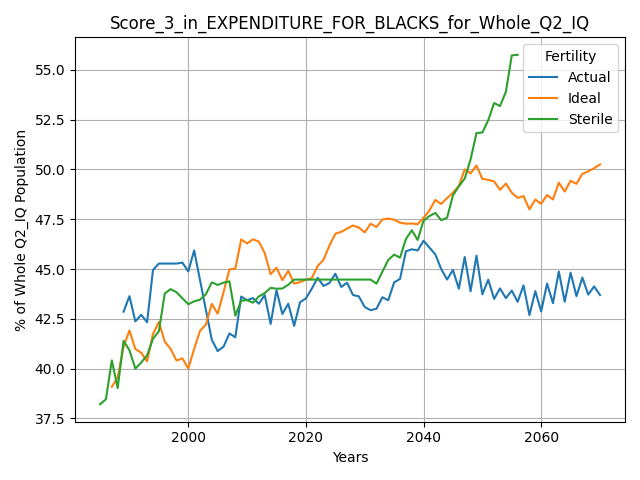 Score_3_in_EXPENDITURE_FOR_BLACKS_for_Whole_Q2_IQ
Fertility
Actual
Ideal
Sterile
% of Whole Q2_IQ Population
55.0
52.5
50.0
47.5
45.0
42.5
40.0
37.5
2000
2020
2040
2060
Years